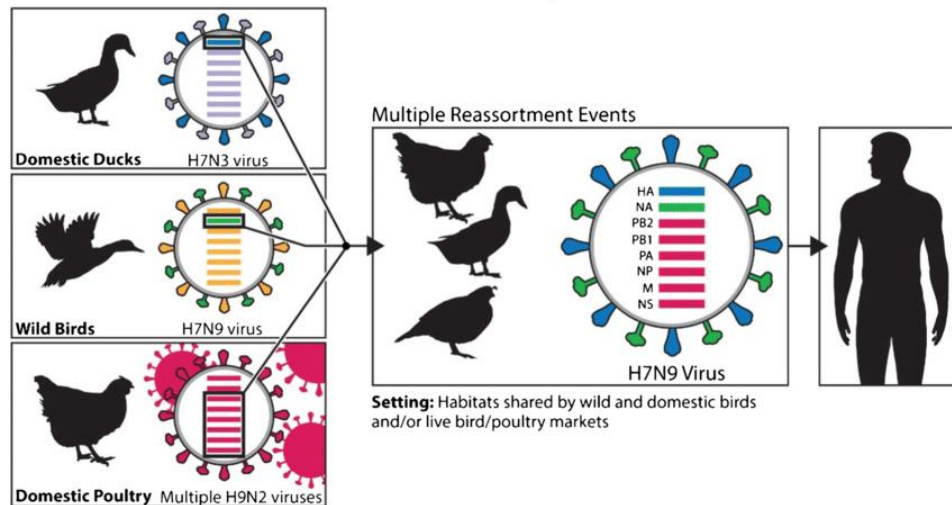 Domestic Ducks
H7N3 virus
Wild Birds
H7N9 virus
Domestic Poultry
Multiple H9N2 viruses
Multiple Reassortment Events
HA
NA
PB2
PB1
PA
NP
M
NS
H7N9 Virus
Setting: Habitats shared by wild and domestic birds
and/or live bird/poultry markets